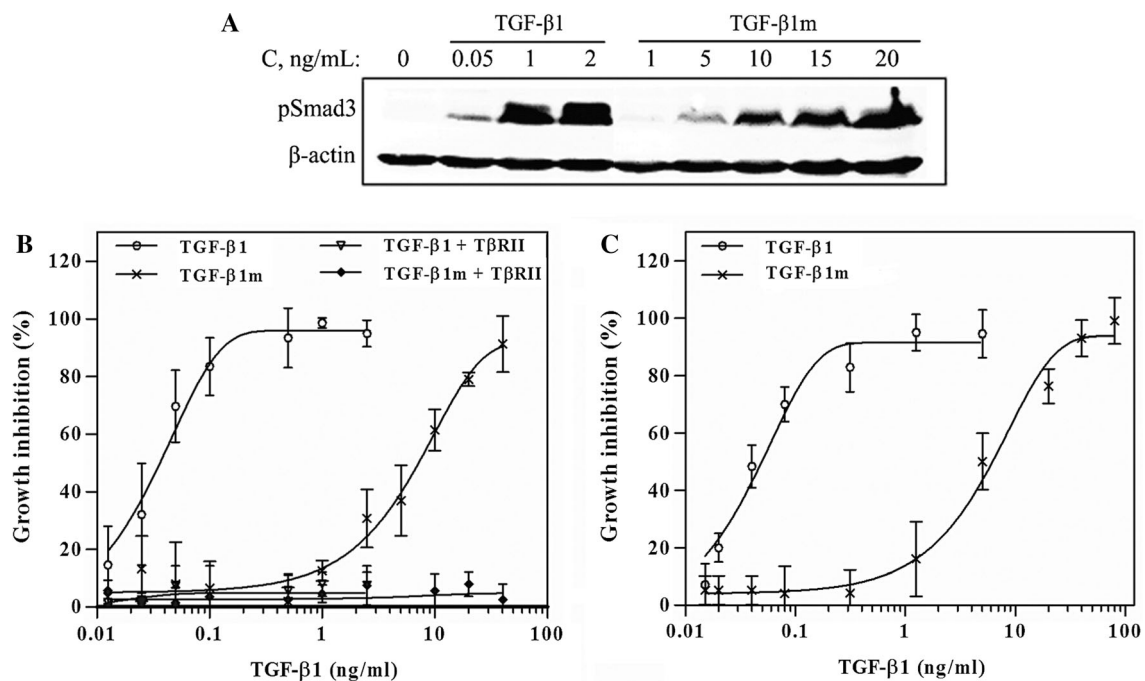 A
TGF-β1 TGF-β1m
C, ng/mL: 0 0.05 1 2 1 5 10 15 20
pSmad3
β-actin
B
TGF-β1 TGF-β1 + TβRII
TGF-β1m TGF-β1m + TβRII
Growth inhibition (%)
120
100
80
60
40
20
0
0.01 0.1 1 10 100
TGF-β1 (ng/ml)
C
TGF-β1
TGF-β1m
Growth inhibition (%)
120
100
80
60
40
20
0
0.01 0.1 1 10 100
TGF-β1 (ng/ml)